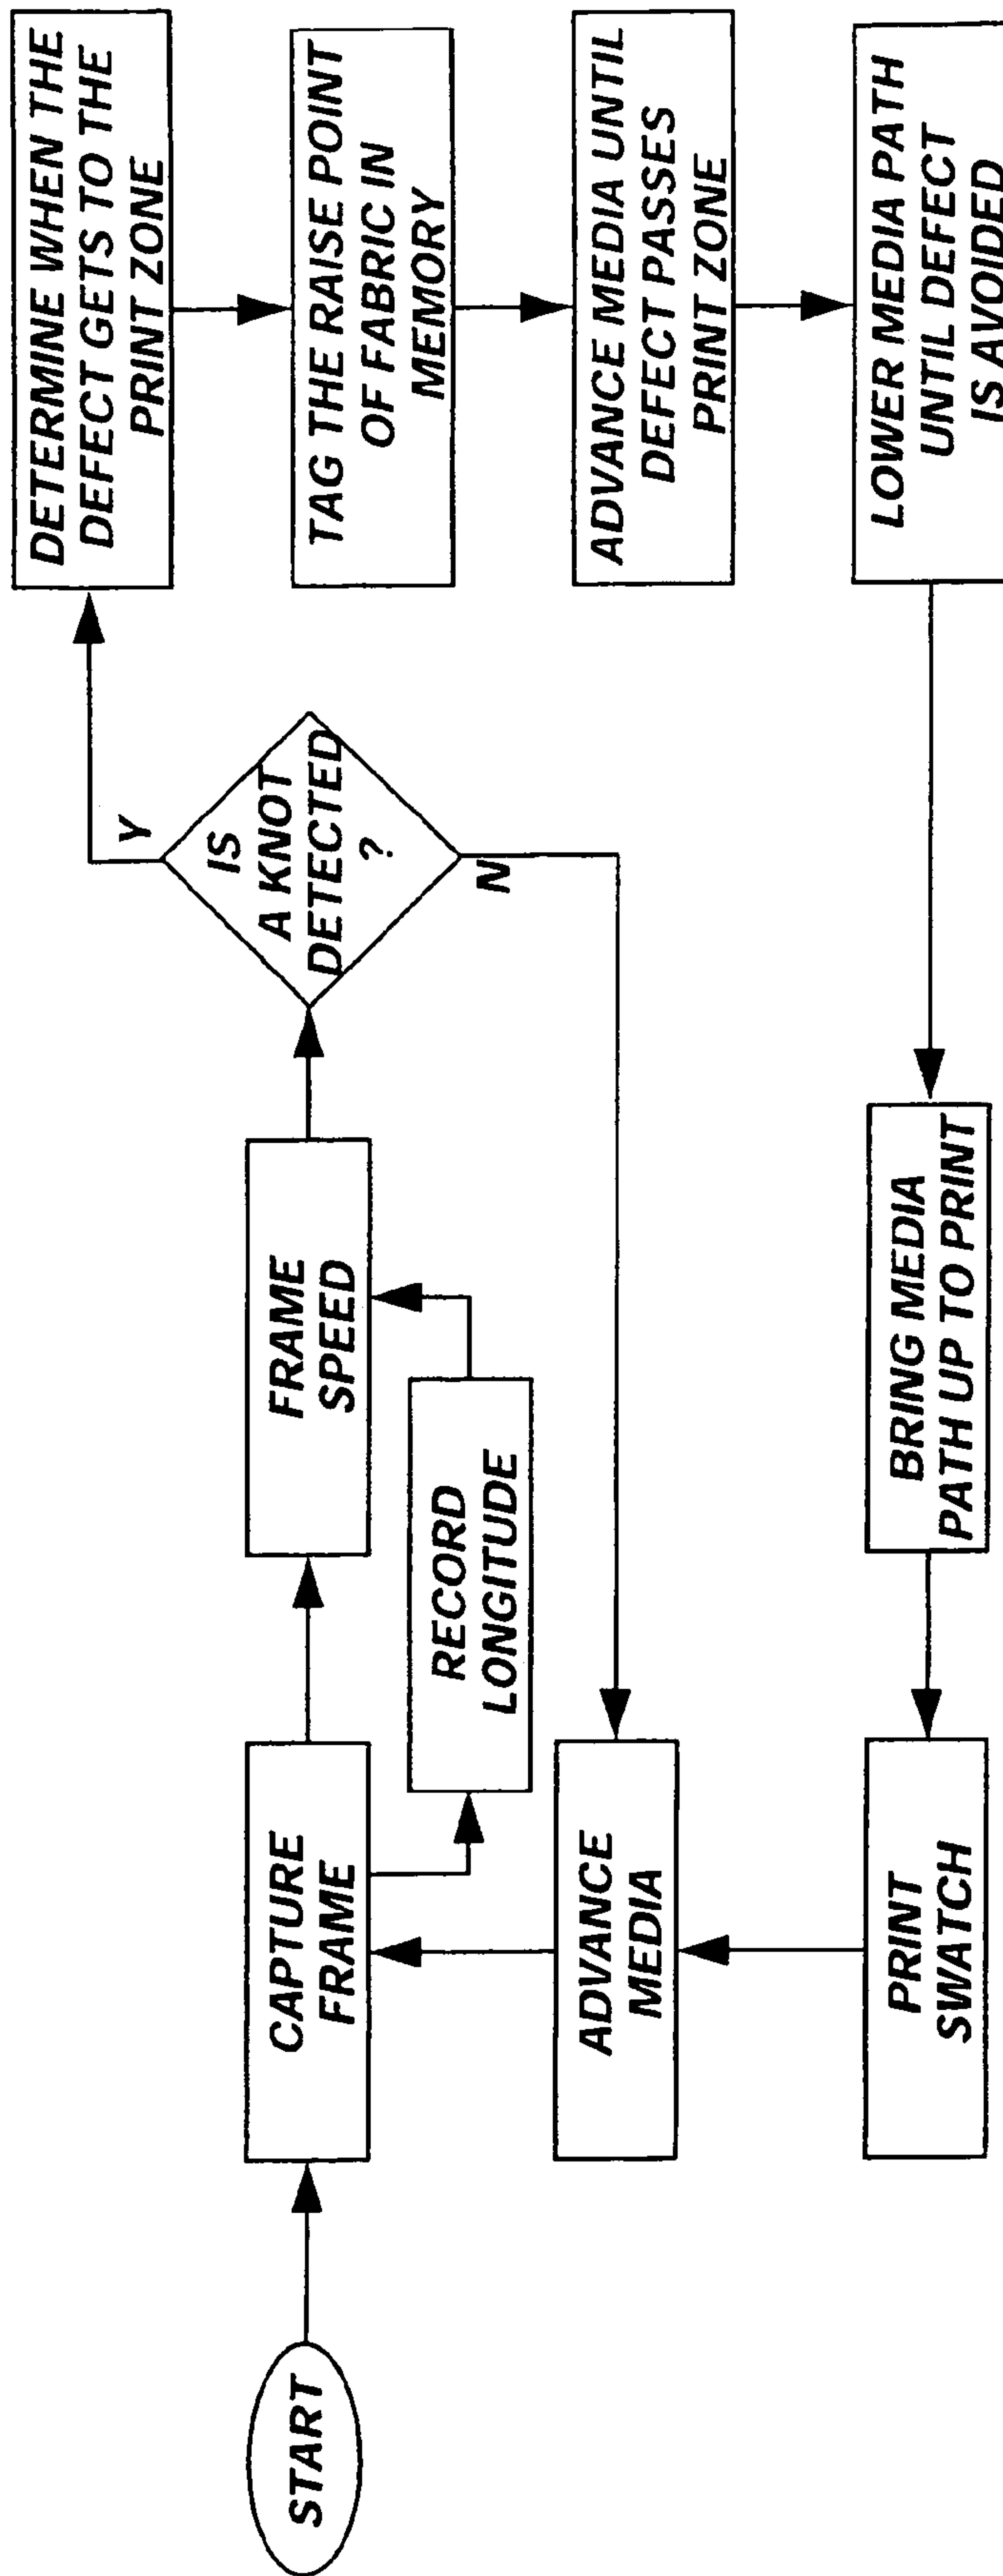 START
CAPTURE
FRAME
RECORD
LONGITUDE
FRAME
SPEED
IS
A KNOT
DETECTED
?
Y
N
DETERMINE WHEN THE
DEFECT GETS TO THE
PRINT ZONE
TAG THE RAISE POINT
OF FABRIC IN
MEMORY
ADVANCE MEDIA UNTIL
DEFECT PASSES
PRINT ZONE
LOWER MEDIA PATH
UNTIL DEFECT
IS AVOIDED
BRING MEDIA
PATH UP TO PRINT
PRINT
SWATCH
ADVANCE
MEDIA